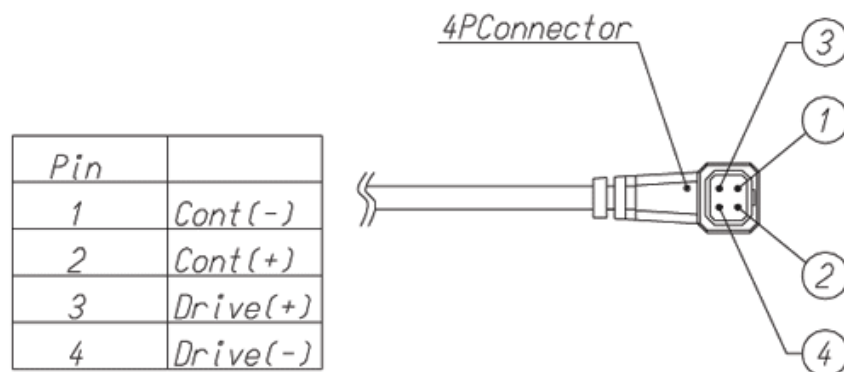 4PConnector
3
1
2
4
Pin
1 Cont(-)
2 Cont(+)
3 Drive(+)
4 Drive(-)